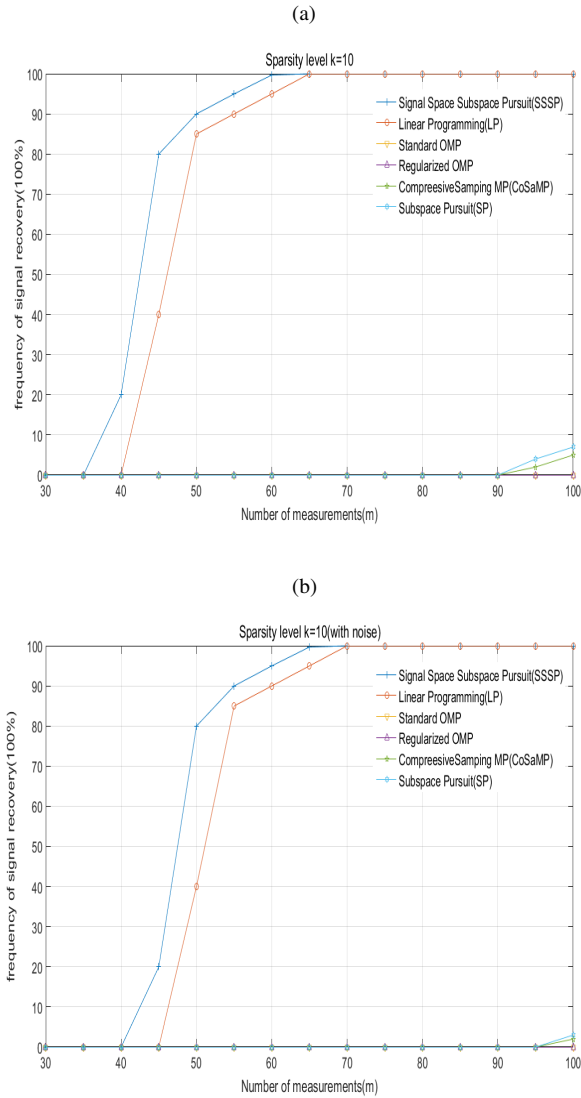 (a)
Sparsity level k=10
frequency of signal recovery(100%)
100
90
80
70
60
50
40
30
20
10
0
Signal Space Subspace Pursuit(SSSP)
Linear Programming(LP)
Standard OMP
Regularized OMP
CompreesiveSamping MP(CoSaMP)
Subspace Pursuit(SP)
30 40 50 60 70 80 90 100
Number of measurements(m)
(b)
Sparsity level k=10(with noise)
frequency of signal recovery(100%)
100
90
80
70
60
50
40
30
20
10
0
Signal Space Subspace Pursuit(SSSP)
Linear Programming(LP)
Standard OMP
Regularized OMP
CompreesiveSamping MP(CoSaMP)
Subspace Pursuit(SP)
30 40 50 60 70 80 90 100
Number of measurements(m)